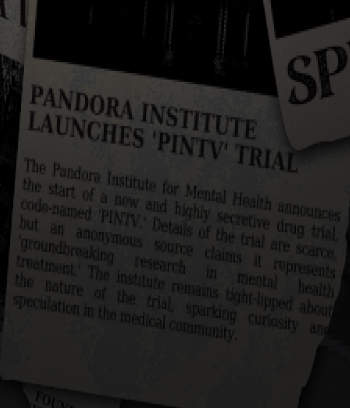 SP
PANDORA INSTITUTE
LAUNCHES 'PINTV' TRIAL
The Pandora Institute for Mental Health announces
the start of a new and highly secretive drug trial,
code-named 'PINTV.' Details of the trial are scarce,
but an anonymous source claims it represents
'groundbreaking research in mental health
treatment.' The institute remains tight-lipped about
the nature of the trial, sparking curiosity and
speculation in the medical community.
FOUN